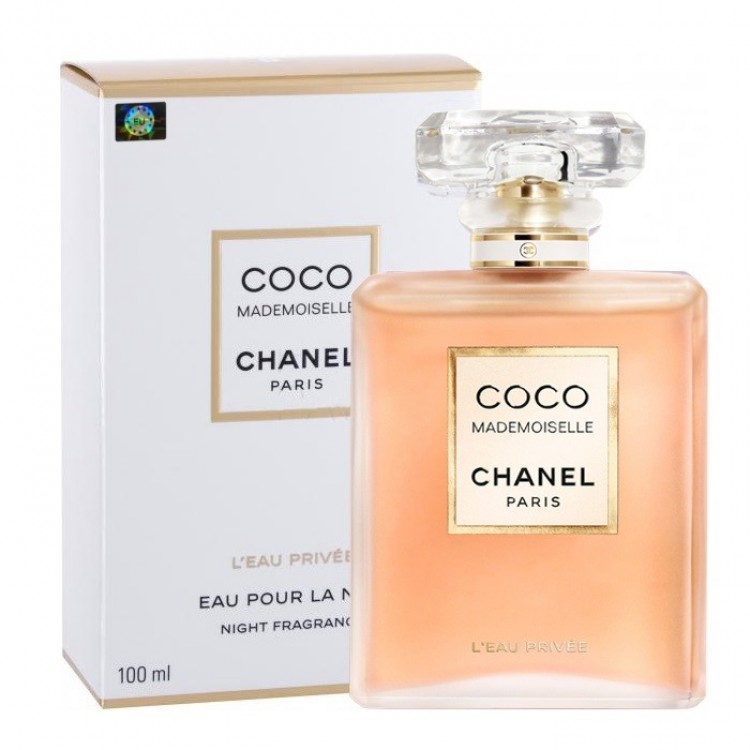 EU
COCO
MADEMOISELLE
CHANEL
PARIS
L'EAU PRIVÉE
EAU POUR LA N
NIGHT FRAGRANC
100 ml
COCO
MADEMOISELLE
CHANEL
PARIS
L'EAU PRIVÉE